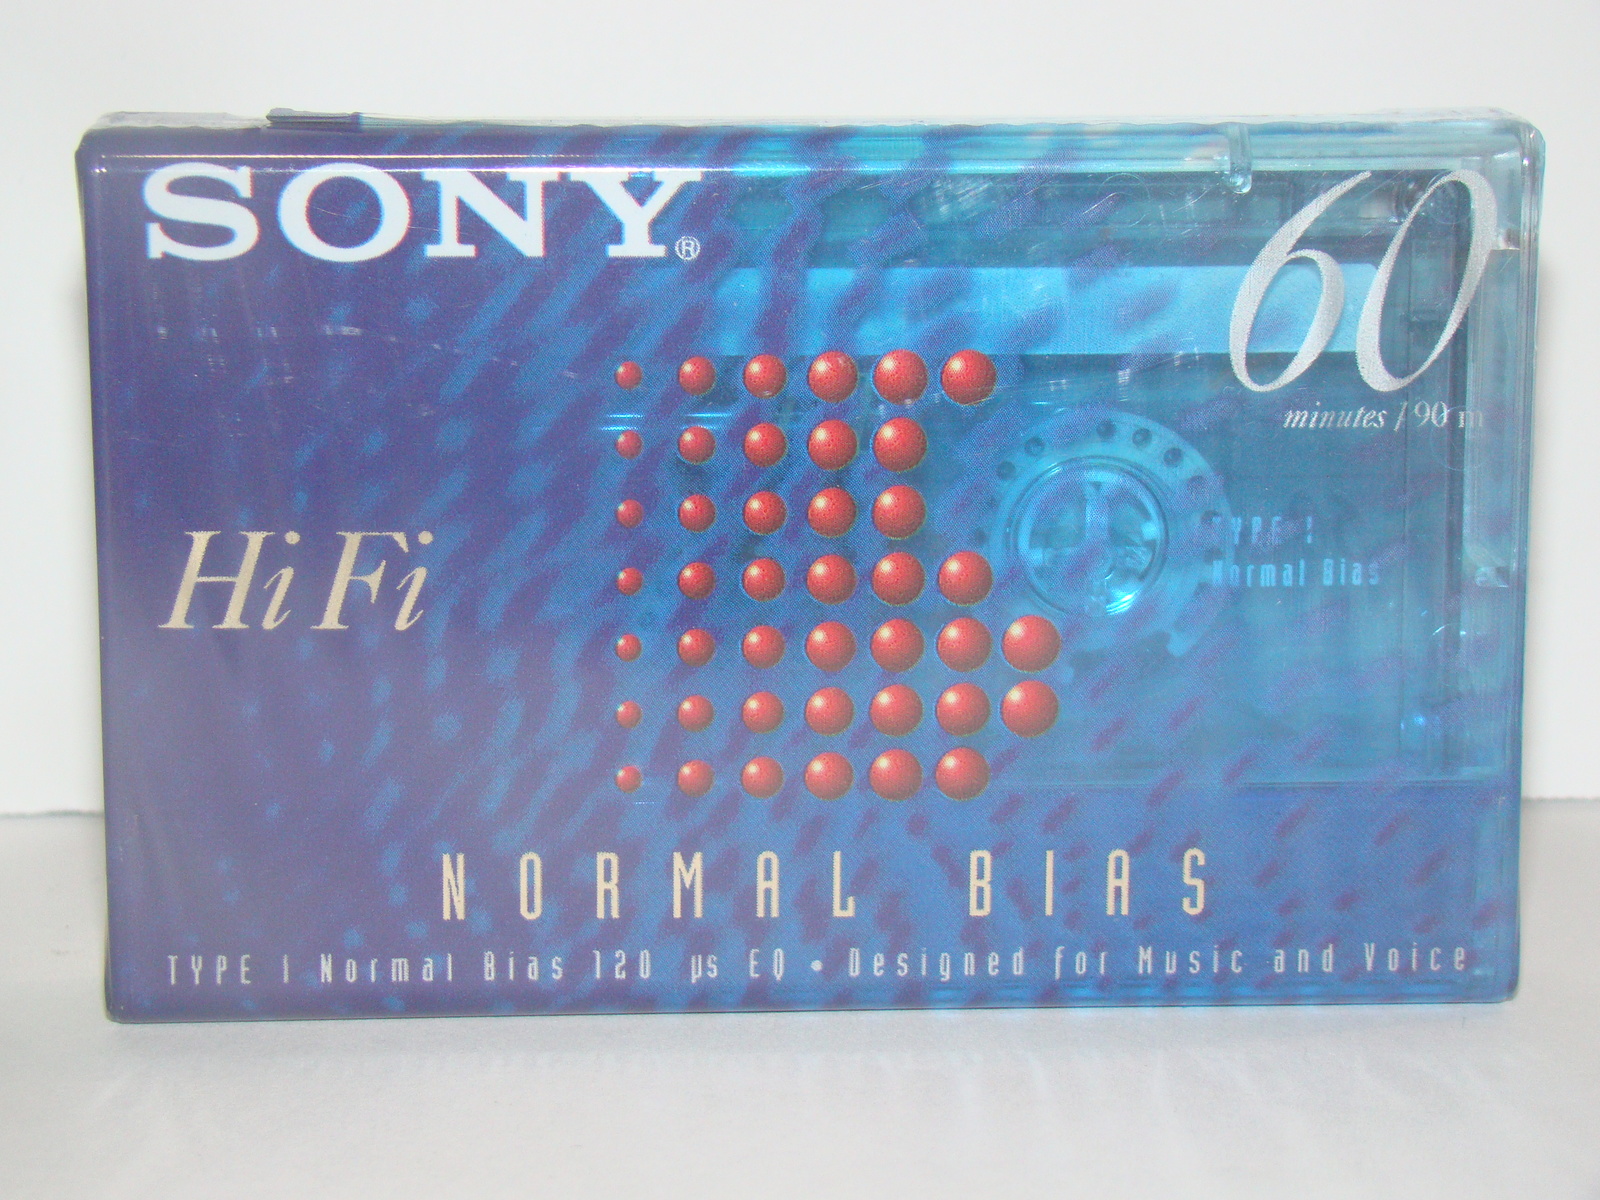 SONY®
60
minutes / 90 m
Hi Fi
TYPE I
Normal Bias
NORMAL BIAS
TYPE I Normal Bias 120 µs EQ • Designed for Music and Voice